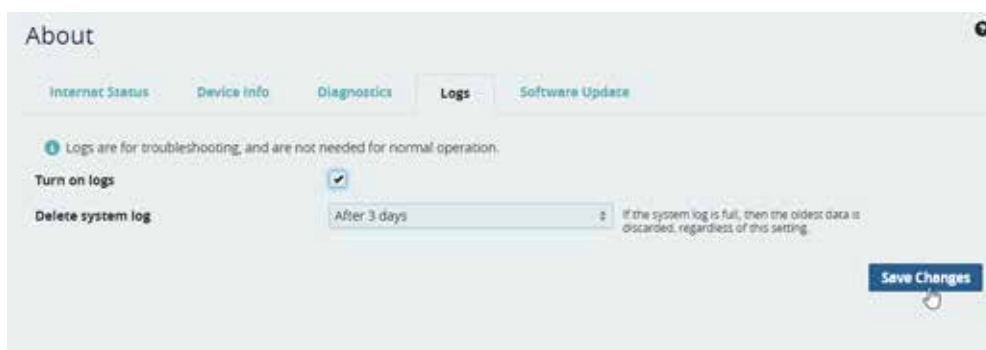 About
Internet Status Device Info Diagnostics Logs Software Update
Logs are for troubleshooting, and are not needed for normal operation.
Turn on logs
Delete system log After 3 days If the system log is full, then the oldest data is
discarded, regardless of this setting.
Save Changes